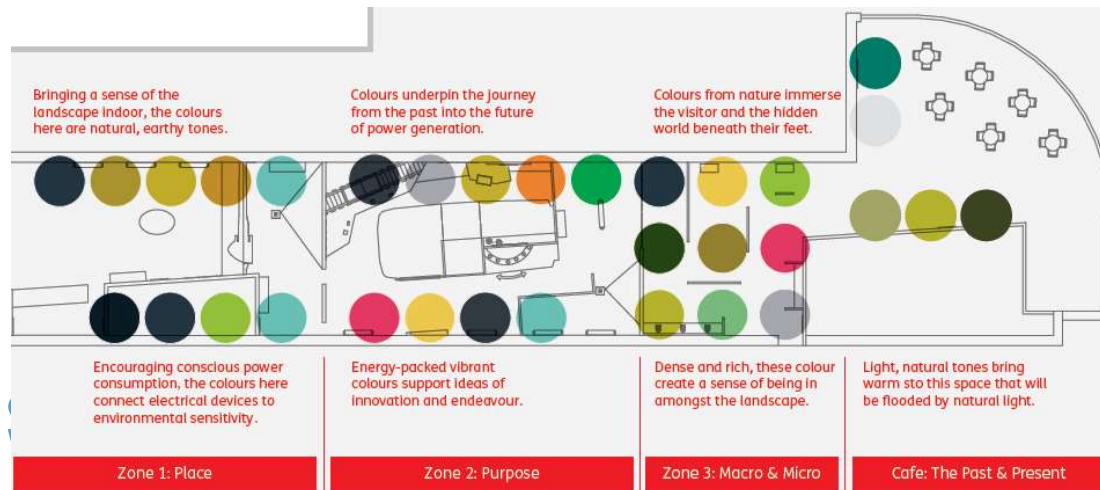 Bringing a sense of the
landscape indoor, the colours
here are natural, earthy tones.
Colours underpin the journey
from the past into the future
of power generation.
Colours from nature immerse
the visitor and the hidden
world beneath their feet.
Encouraging conscious power
consumption, the colours here
connect electrical devices to
environmental sensitivity.
Energy-packed vibrant
colours support ideas of
innovation and endeavour.
Dense and rich, these colour
create a sense of being in
amongst the landscape.
Light, natural tones bring
warm sto this space that will
be flooded by natural light.
Zone 1: Place
Zone 2: Purpose
Zone 3: Macro & Micro
Cafe: The Past & Present